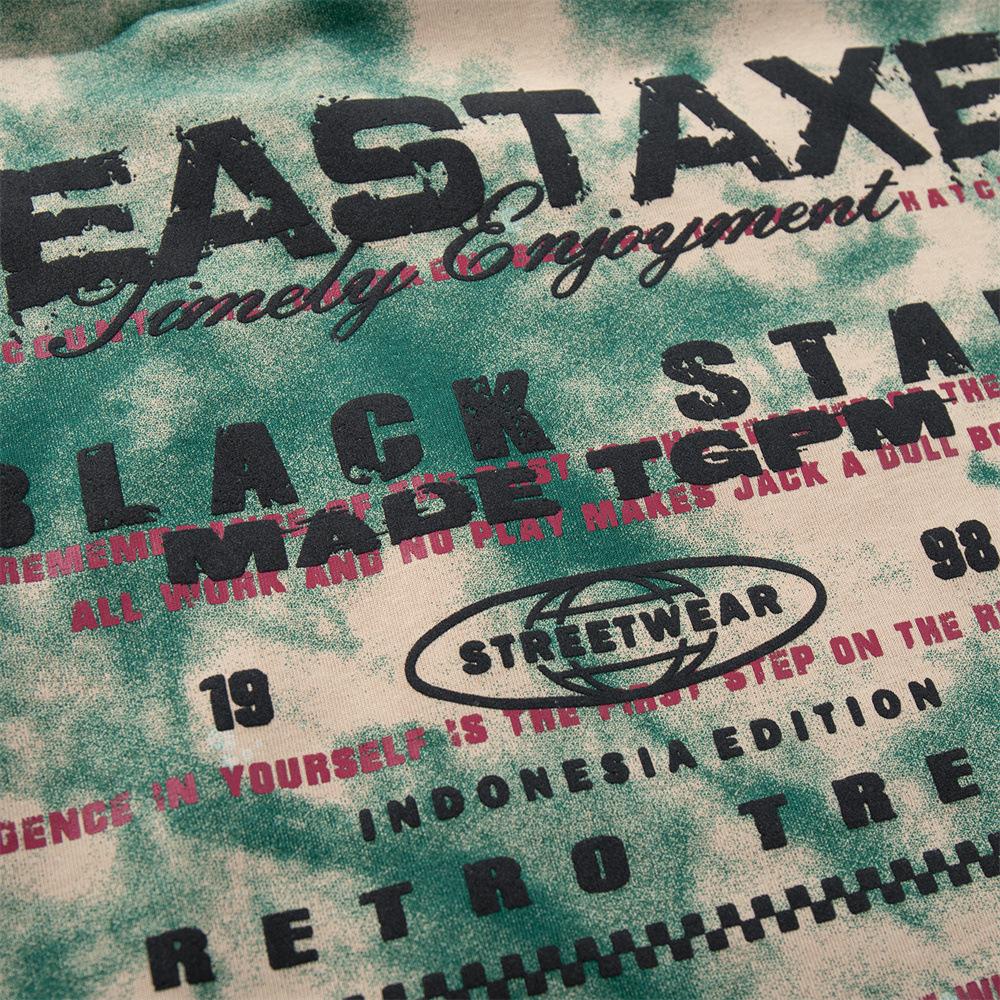 EASTAXE
Timely Enjoyment
BLACK STA
MADE TGPM
ALL WORK AND NO PLAY MAKES JACK A DULL BO
98
STREETWEAR
19
DENCE IN YOURSELF IS THE FIRST STEP ON THE R
INDONESIA EDITION
RETRO TRE